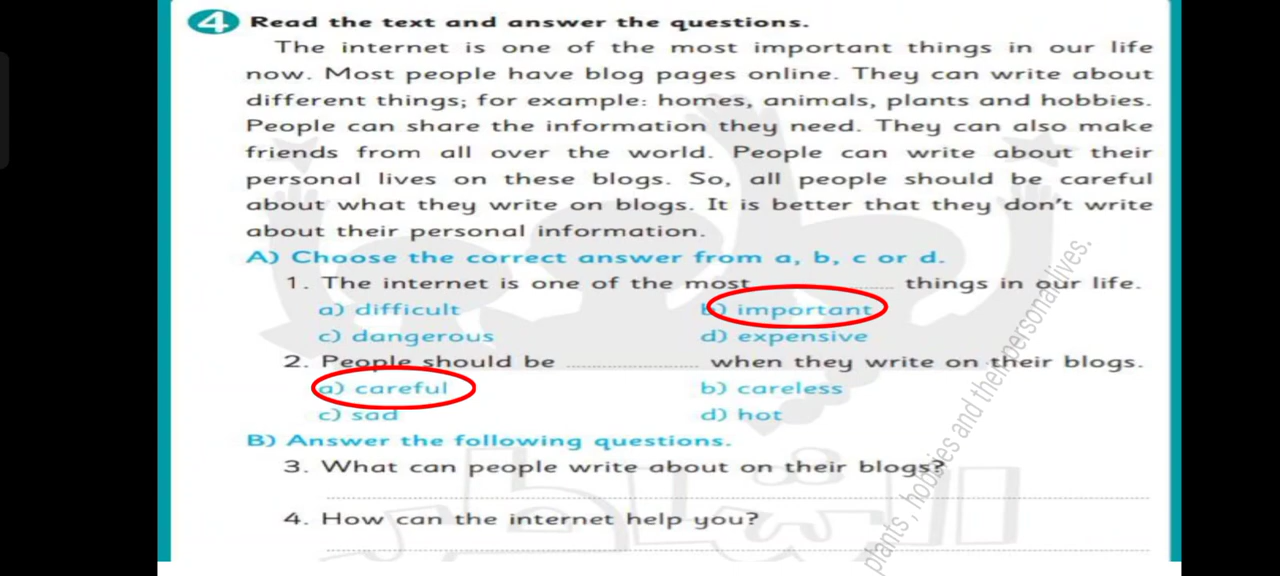 4 Read the text and answer the questions.
The internet is one of the most important things in our life
now. Most people have blog pages online. They can write about
different things; for example: homes, animals, plants and hobbies.
People can share the information they need. They can also make
friends from all over the world. People can write about their
personal lives on these blogs. So, all people should be careful
about what they write on blogs. It is better that they don't write
about their personal information.
A) Choose the correct answer from a, b, c or d.
1. The internet is one of the most .................... things in our life.
a) difficult b) important
c) dangerous d) expensive
2. People should be .................... when they write on their blogs.
a) careful b) careless
c) sad d) hot
B) Answer the following questions.
3. What can people write about on their blogs?
4. How can the internet help you?
plants , hobbies and their personal lives.